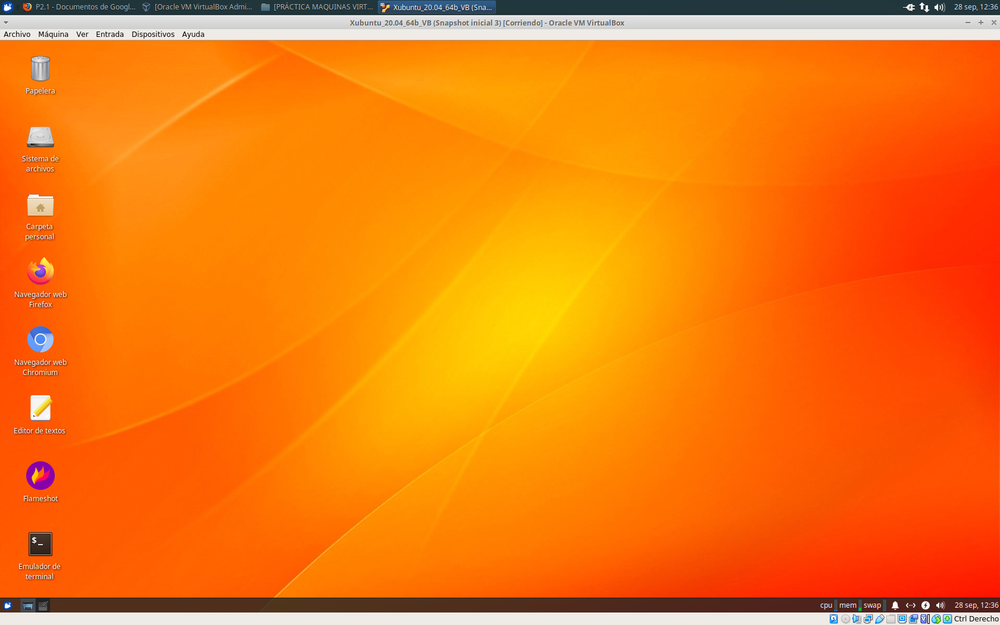 P2.1 - Documentos de Googl... [Oracle VM VirtualBox Admi... [PRÁCTICA MAQUINAS VIRT... Xubuntu_20.04_64b_VB (Sna... 28 sep, 12:36
Xubuntu_20.04_64b_VB (Snapshot inicial 3) [Corriendo] - Oracle VM VirtualBox
Archivo Máquina Ver Entrada Dispositivos Ayuda
Papelera
Sistema de
archivos
Carpeta
personal
Navegador web
Firefox
Navegador web
Chromium
Editor de textos
Flameshot
$_
Emulador de
terminal
cpu mem swap 28 sep, 12:36
Ctrl Derecho